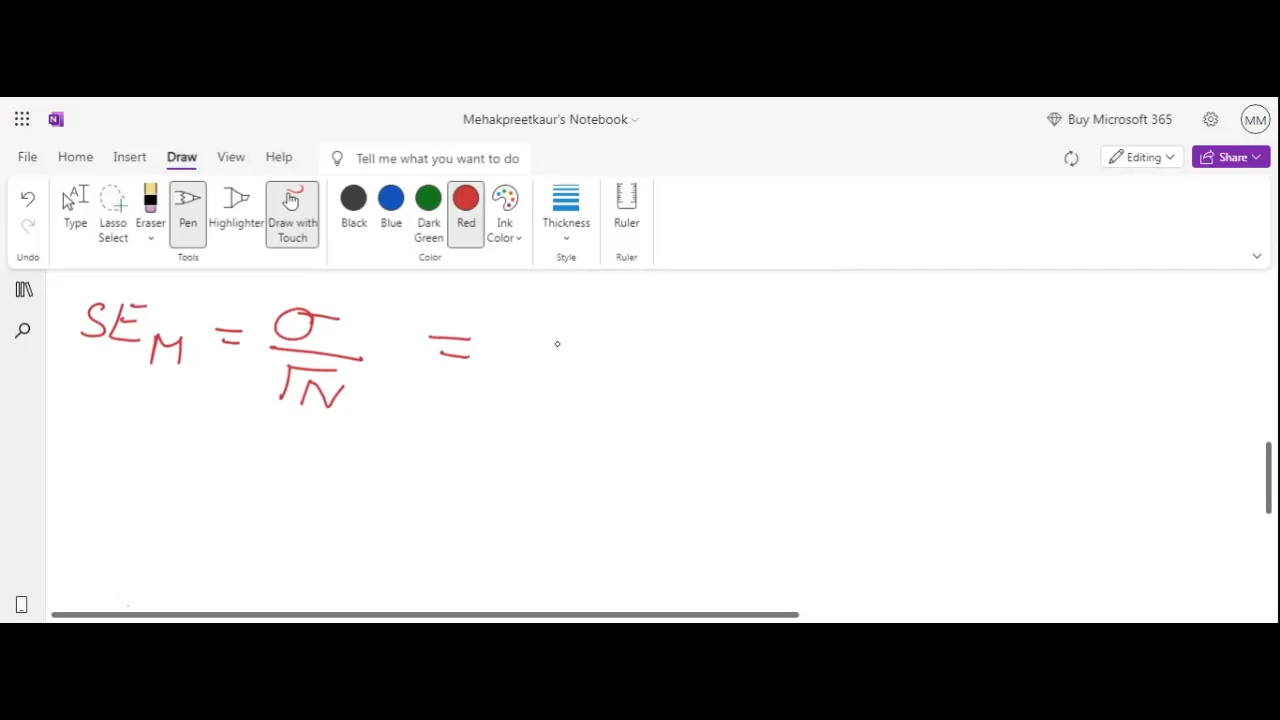 Mehakpreetkaur's Notebook
Buy Microsoft 365
MM
File Home Insert Draw View Help Tell me what you want to do
Editing Share
Type Lasso Select Eraser Pen Highlighter Draw with Touch Black Blue Dark Green Red Ink Color Thickness Ruler
Undo Tools Color Style Ruler
SE_M = σ/√N =